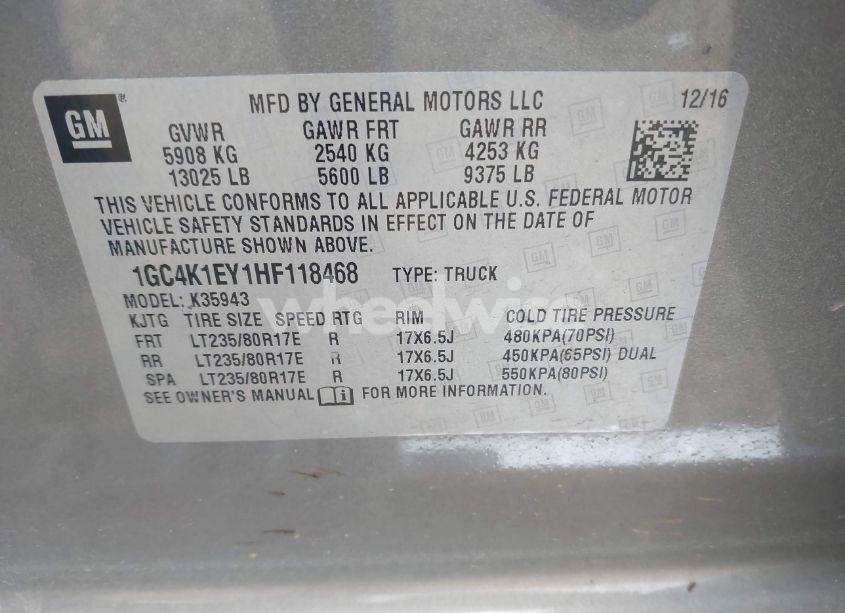 GM®
MFD BY GENERAL MOTORS LLC 12/16
GVWR GAWR FRT GAWR RR
5908 KG 2540 KG 4253 KG
13025 LB 5600 LB 9375 LB
THIS VEHICLE CONFORMS TO ALL APPLICABLE U.S. FEDERAL MOTOR
VEHICLE SAFETY STANDARDS IN EFFECT ON THE DATE OF
MANUFACTURE SHOWN ABOVE.
1GC4K1EY1HF118468 TYPE: TRUCK
MODEL: K35943
wheelwise
KJTG TIRE SIZE SPEED RTG RIM COLD TIRE PRESSURE
FRT LT235/80R17E R 17X6.5J 480KPA(70PSI)
RR LT235/80R17E R 17X6.5J 450KPA(65PSI) DUAL
SPA LT235/80R17E R 17X6.5J 550KPA(80PSI)
SEE OWNER'S MANUAL i FOR MORE INFORMATION.